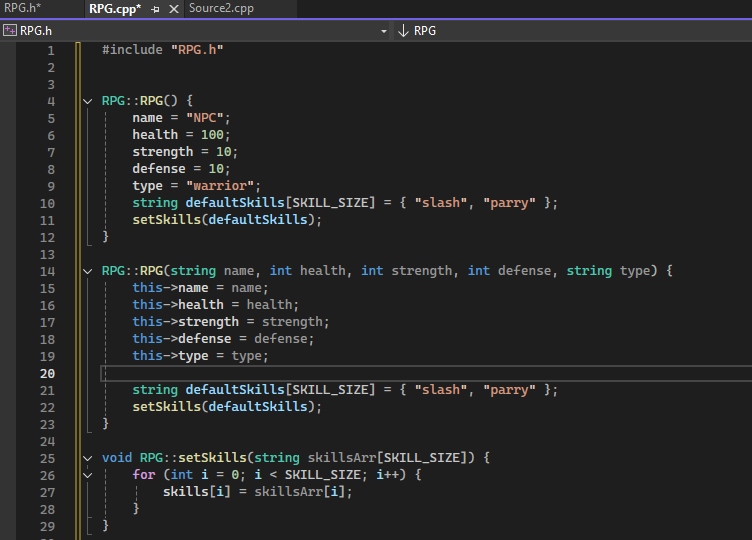 RPG.h* RPG.cpp* Source2.cpp
RPG.h RPG
1 #include "RPG.h"
2
3
4 RPG::RPG() {
5 name = "NPC";
6 health = 100;
7 strength = 10;
8 defense = 10;
9 type = "warrior";
10 string defaultSkills[SKILL_SIZE] = { "slash", "parry" };
11 setSkills(defaultSkills);
12 }
13
14 RPG::RPG(string name, int health, int strength, int defense, string type) {
15 this->name = name;
16 this->health = health;
17 this->strength = strength;
18 this->defense = defense;
19 this->type = type;
20
21 string defaultSkills[SKILL_SIZE] = { "slash", "parry" };
22 setSkills(defaultSkills);
23 }
24
25 void RPG::setSkills(string skillsArr[SKILL_SIZE]) {
26 for (int i = 0; i < SKILL_SIZE; i++) {
27 skills[i] = skillsArr[i];
28 }
29 }